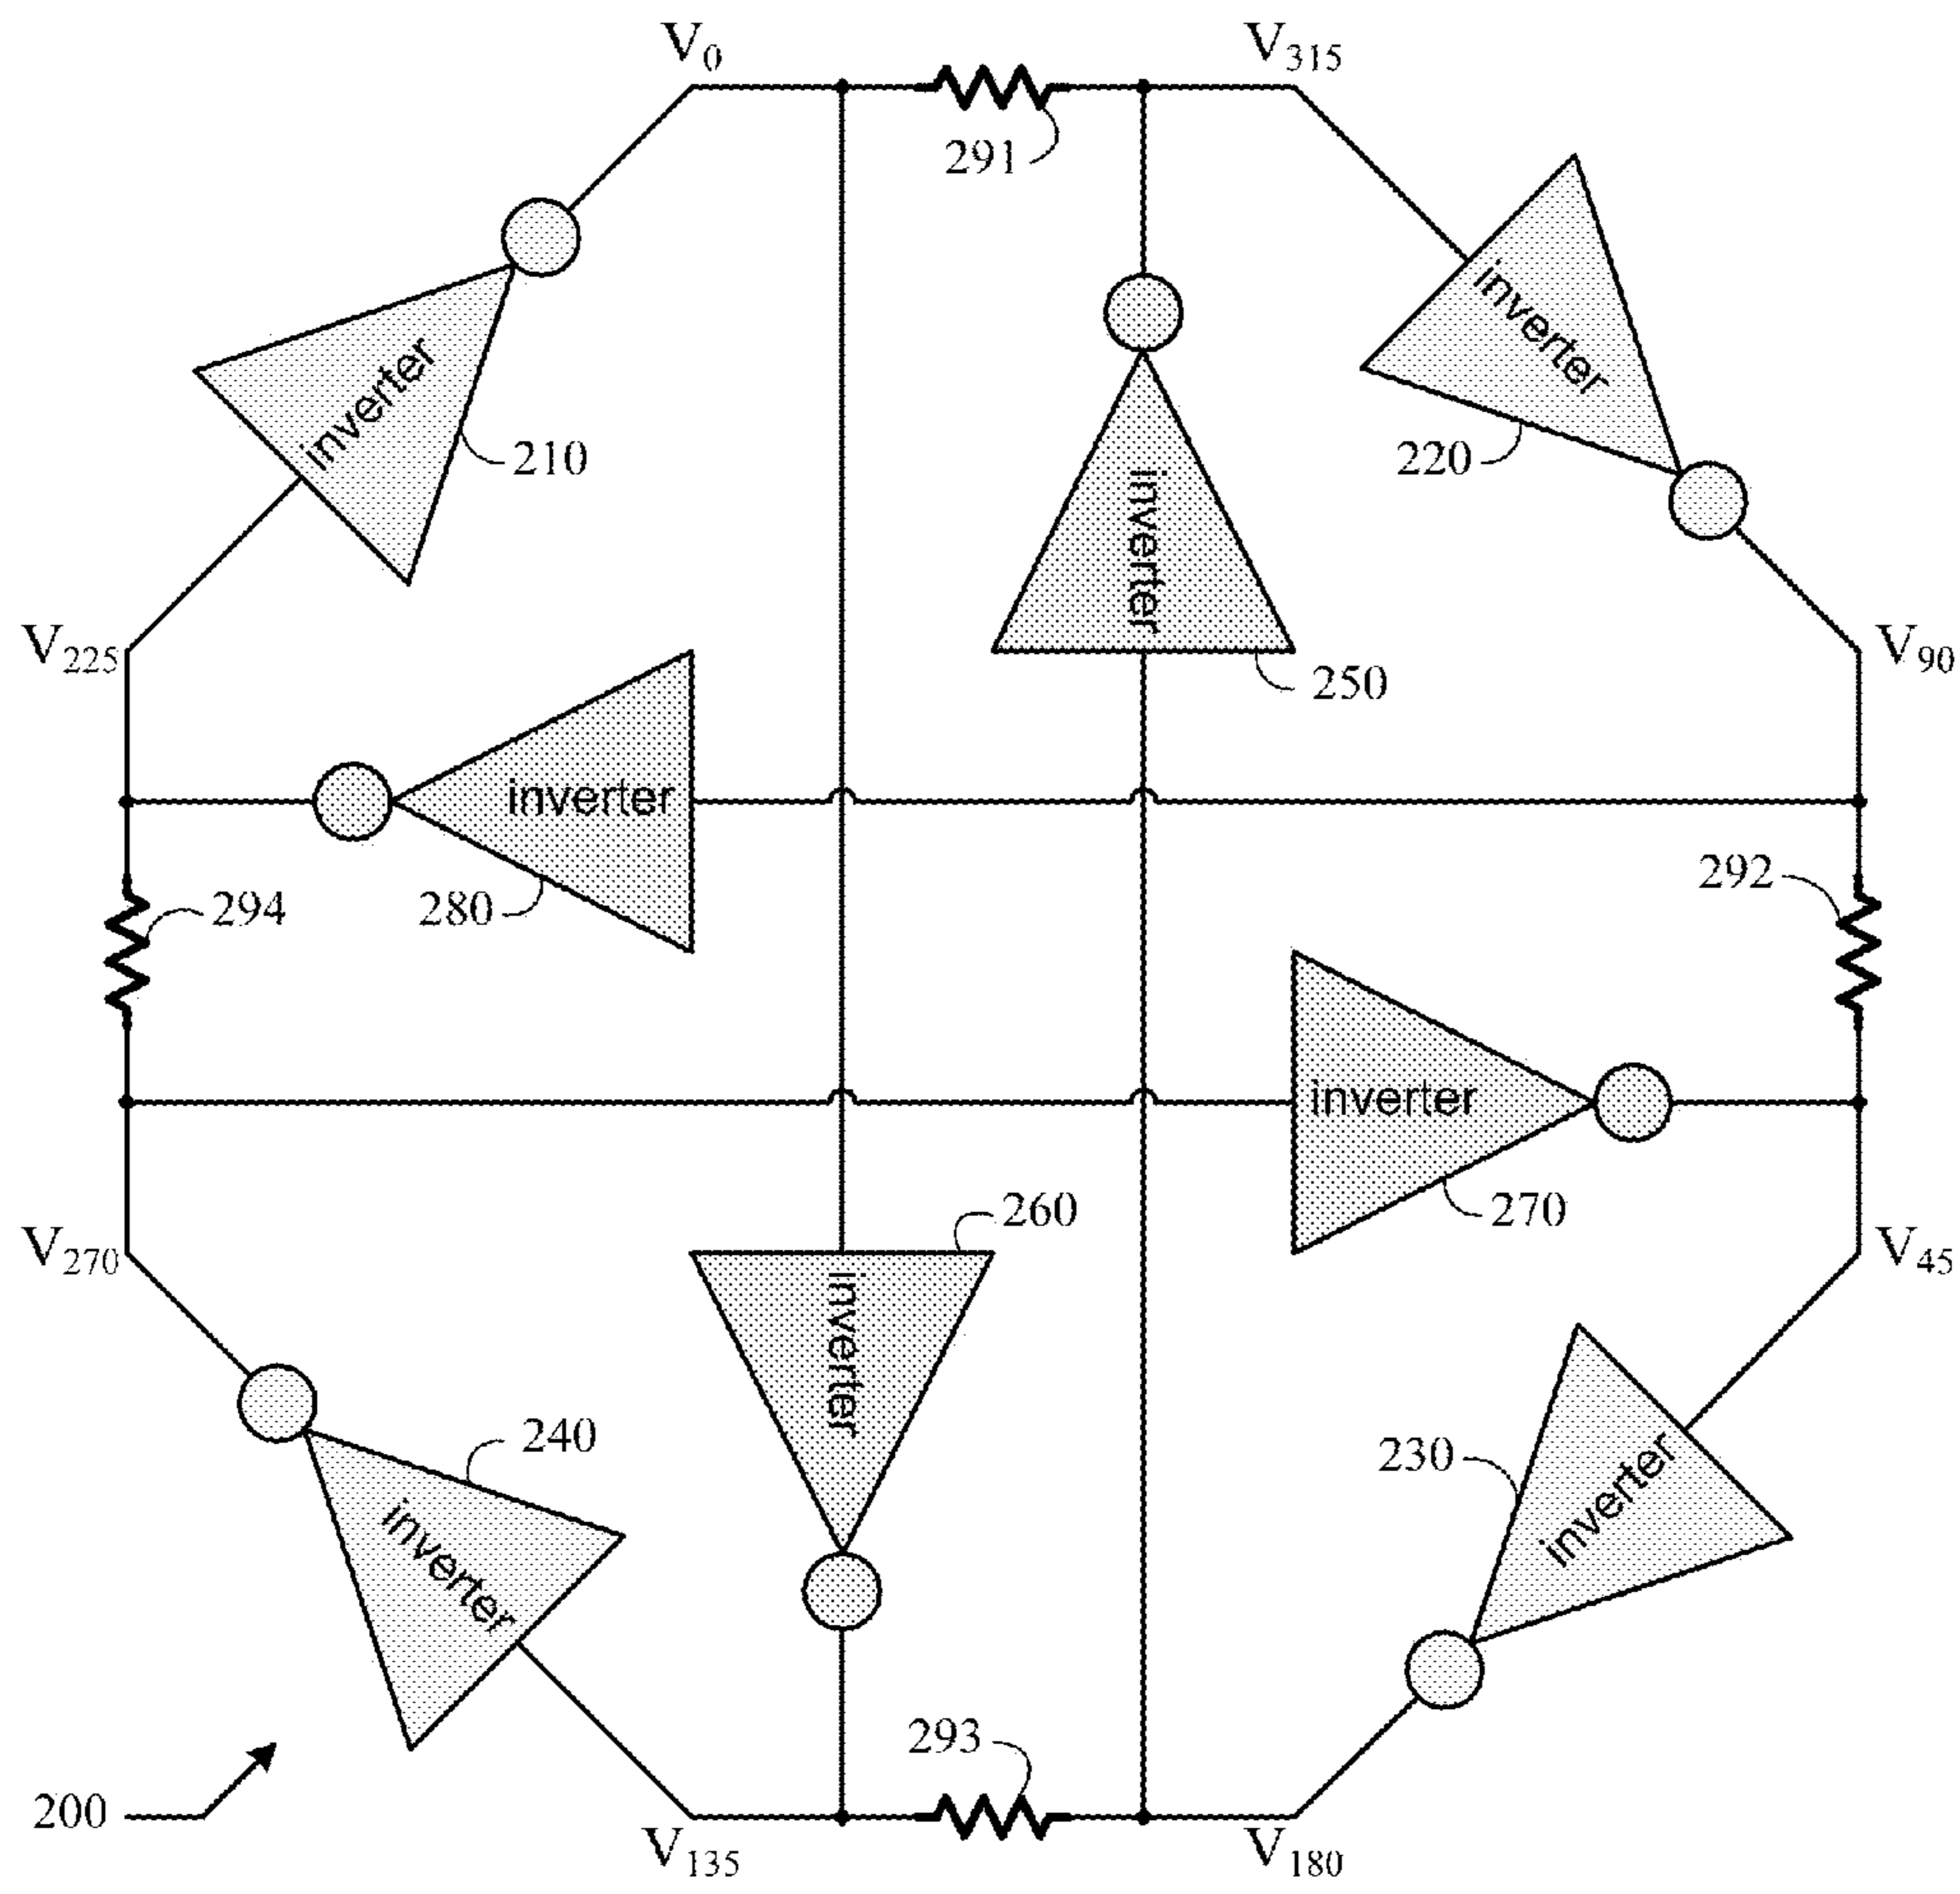 V0
V315
291
inverter
210
inverter
220
inverter
250
V225
V90
inverter
280
294
292
inverter
270
260
V270
V45
inverter
240
inverter
230
inverter
293
200
V135
V180